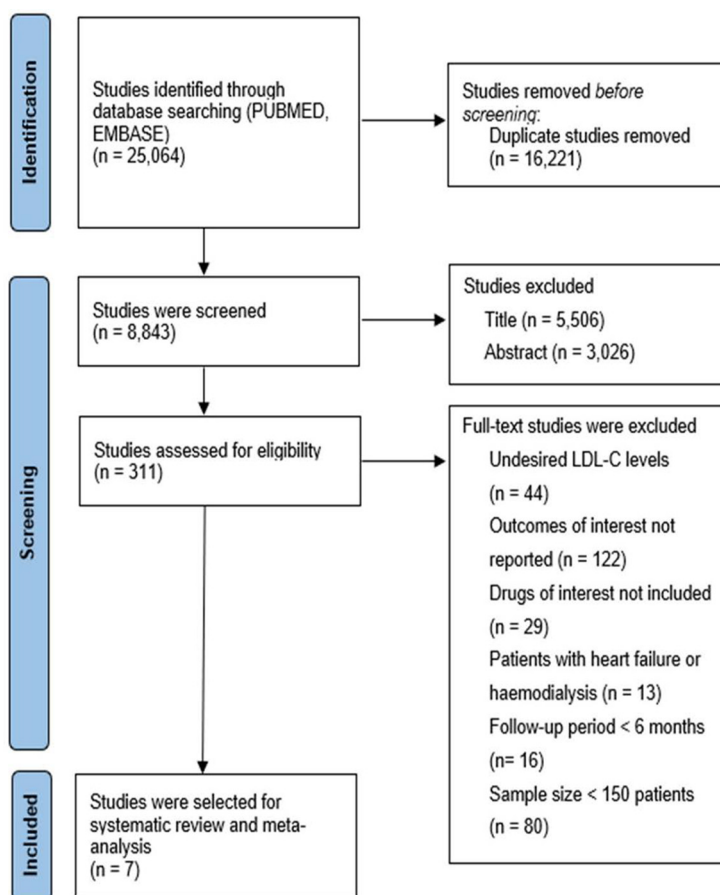 Identification
Studies identified through
database searching (PUBMED,
EMBASE)
(n = 25,064)
Studies removed before
screening:
Duplicate studies removed
(n = 16,221)
Screening
Studies were screened
(n = 8,843)
Studies excluded
Title (n = 5,506)
Abstract (n = 3,026)
Studies assessed for eligibility
(n = 311)
Full-text studies were excluded
Undesired LDL-C levels
(n = 44)
Outcomes of interest not
reported (n = 122)
Drugs of interest not included
(n = 29)
Patients with heart failure or
haemodialysis (n = 13)
Follow-up period < 6 months
(n= 16)
Sample size < 150 patients
(n = 80)
Included
Studies were selected for
systematic review and meta-
analysis
(n = 7)